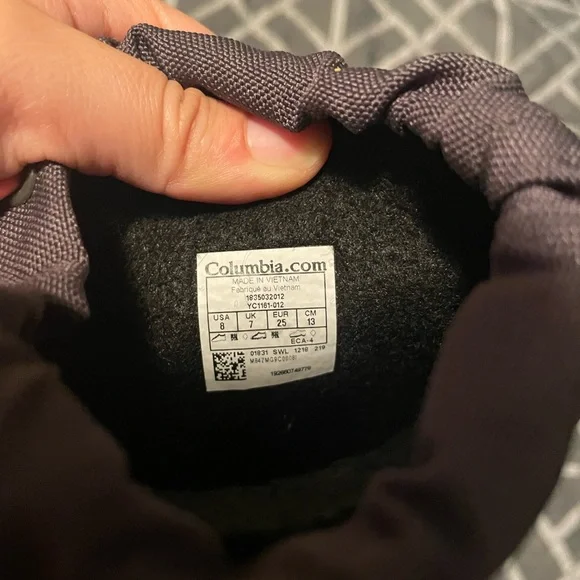 Columbia.com
MADE IN VIETNAM
Fabriqué au Vietnam
1835032012
YC1161-012
USA UK EUR CM
8 7 25 13
ECA-4
01831 SWL 1216 219